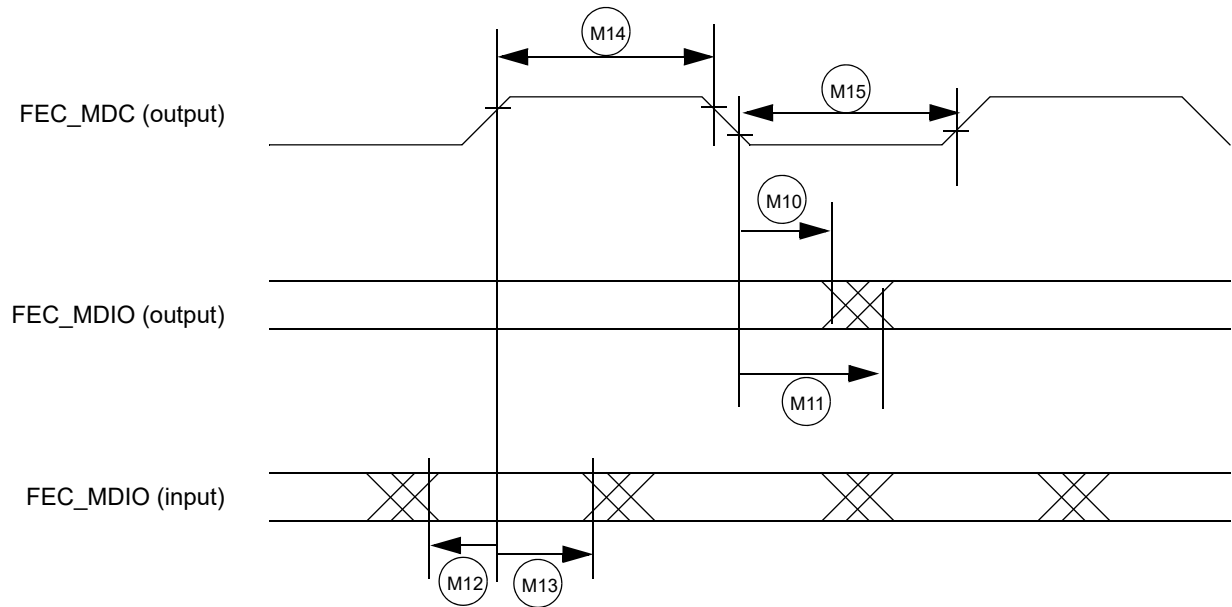 M14
FEC_MDC (output)
M15
M10
FEC_MDIO (output)
M11
FEC_MDIO (input)
M12
M13